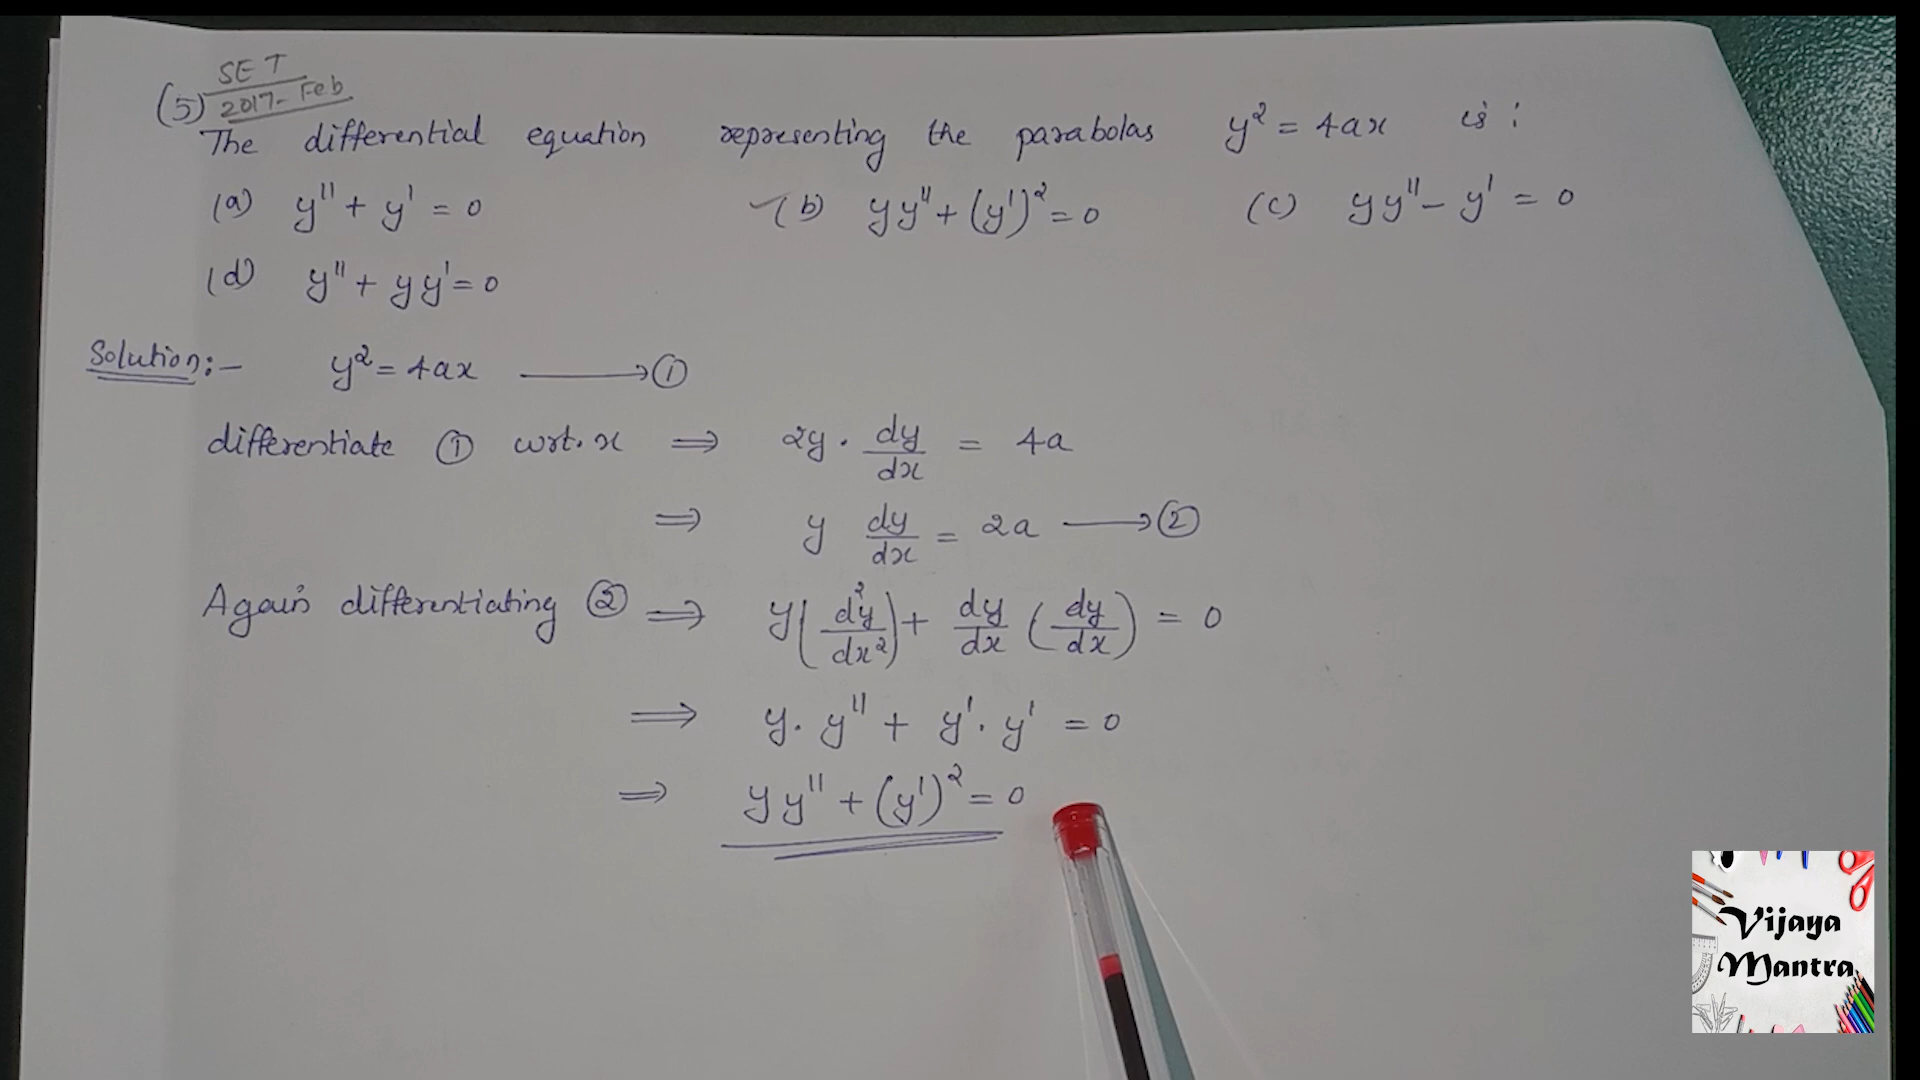 SET
(5) 2017-Feb
The differential equation representing the parabolas y² = 4ax is :
(a) y'' + y' = 0 (b) yy'' + (y')² = 0 (c) yy'' - y' = 0
(d) y'' + yy' = 0
Solution:- y² = 4ax ⟶ ①
differentiate ① wrt. x ⇒ 2y · dy/dx = 4a
⇒ y dy/dx = 2a ⟶ ②
Again differentiating ② ⇒ y(d²y/dx²) + dy/dx (dy/dx) = 0
⇒ y. y'' + y'. y' = 0
⇒ yy'' + (y')² = 0
Vijaya
Mantra